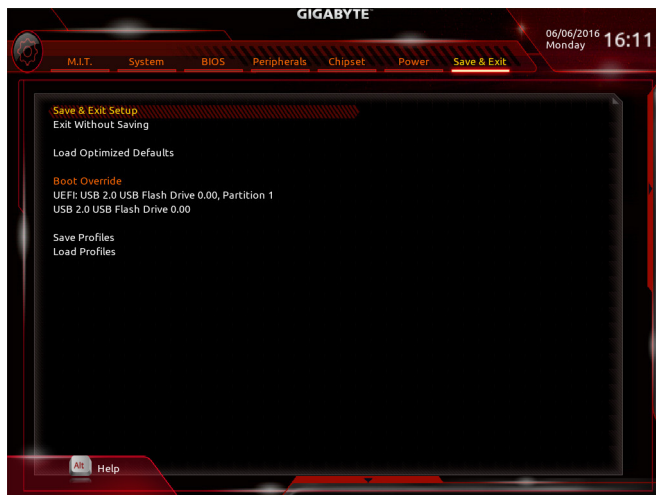 GIGABYTE™
06/06/2016 16:11
Monday
M.I.T. System BIOS Peripherals Chipset Power Save & Exit
Save & Exit Setup
Exit Without Saving
Load Optimized Defaults
Boot Override
UEFI: USB 2.0 USB Flash Drive 0.00, Partition 1
USB 2.0 USB Flash Drive 0.00
Save Profiles
Load Profiles
Alt Help